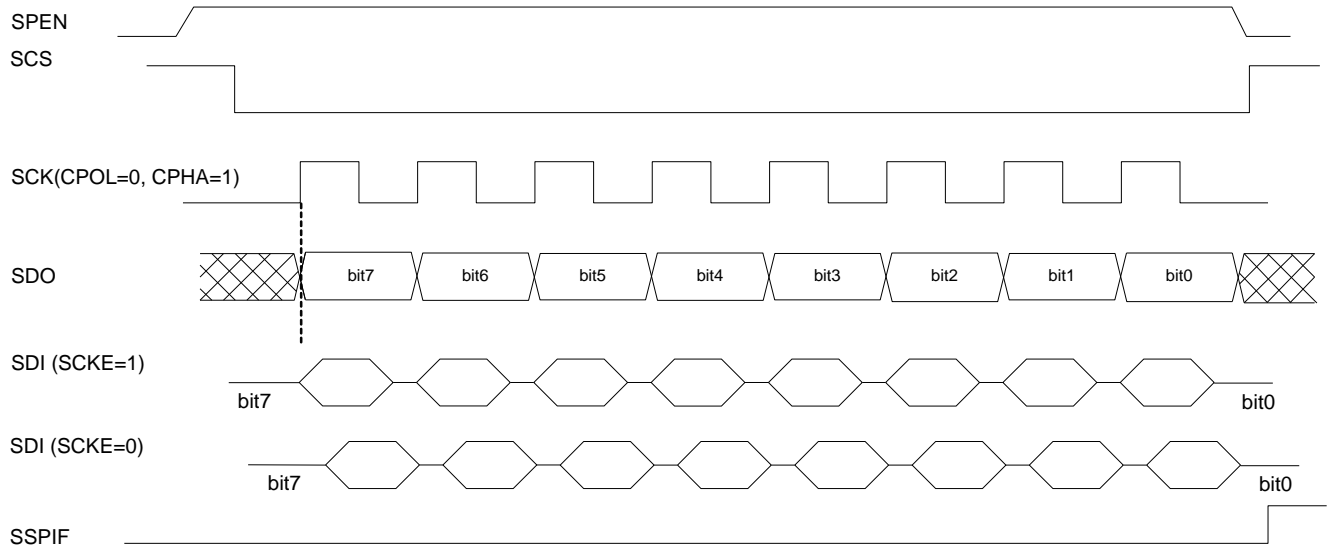 SPEN
SCS
SCK(CPOL=0, CPHA=1)
SDO
bit7 bit6 bit5 bit4 bit3 bit2 bit1 bit0
SDI (SCKE=1)
bit7 bit0
SDI (SCKE=0)
bit7 bit0
SSPIF